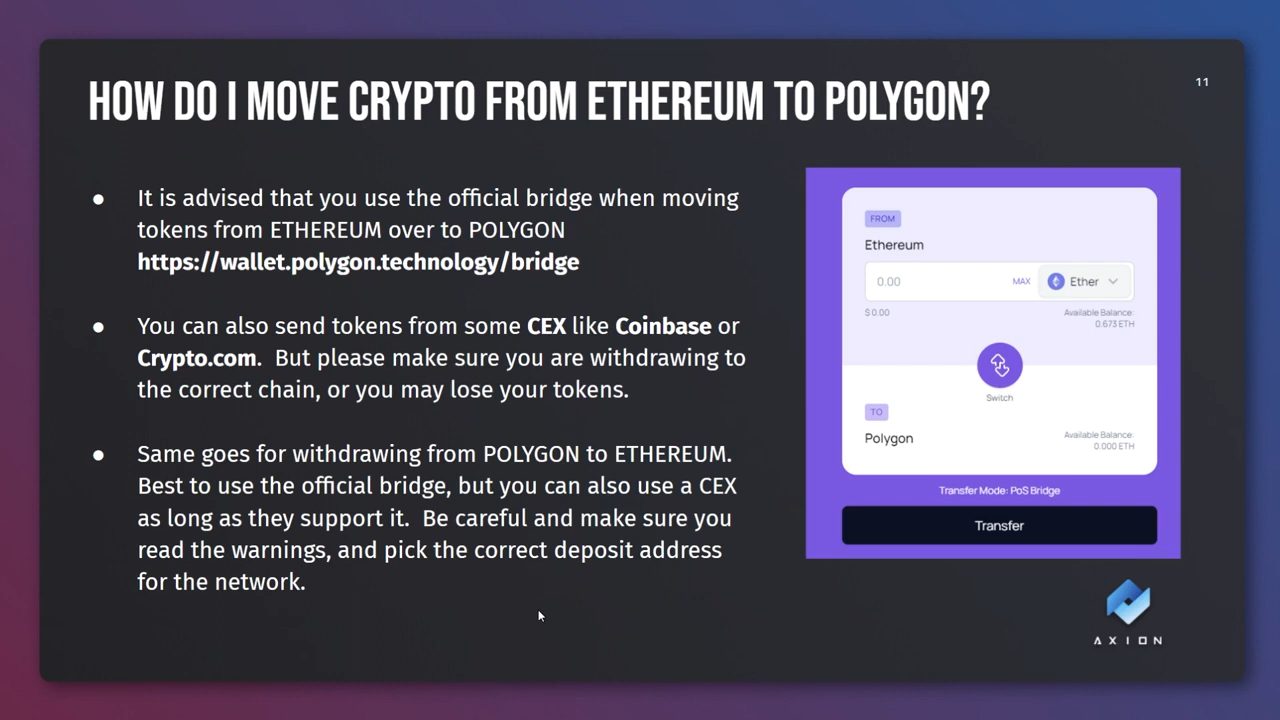 HOW DO I MOVE CRYPTO FROM ETHEREUM TO POLYGON?
11
● It is advised that you use the official bridge when moving
tokens from ETHEREUM over to POLYGON
https://wallet.polygon.technology/bridge
● You can also send tokens from some CEX like Coinbase or
Crypto.com. But please make sure you are withdrawing to
the correct chain, or you may lose your tokens.
● Same goes for withdrawing from POLYGON to ETHEREUM.
Best to use the official bridge, but you can also use a CEX
as long as they support it. Be careful and make sure you
read the warnings, and pick the correct deposit address
for the network.
FROM
Ethereum
0.00 MAX Ether
$ 0.00 Available Balance:
0.673 ETH
Switch
TO
Polygon Available Balance:
0.000 ETH
Transfer Mode: PoS Bridge
Transfer
AXION